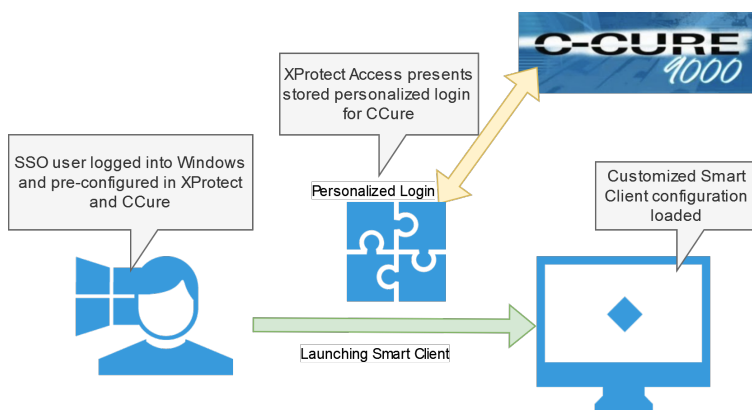 C-CURE
9000
XProtect Access presents
stored personalized login
for CCure
SSO user logged into Windows
and pre-configured in XProtect
and CCure
Personalized Login
Customized Smart
Client configuration
loaded
Launching Smart Client